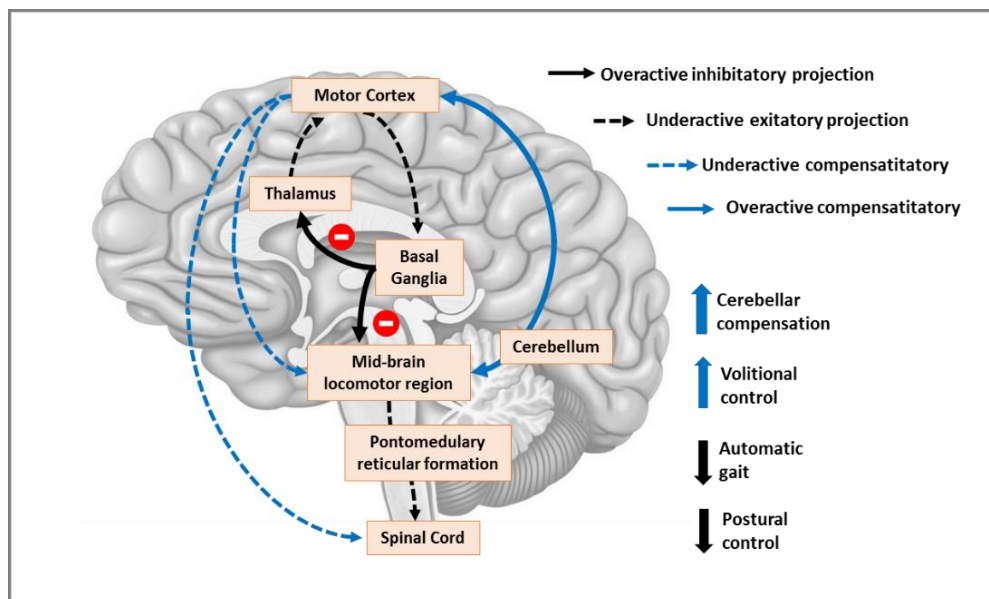 Motor Cortex
Thalamus
Basal
Ganglia
Mid-brain
locomotor region
Cerebellum
Pontomedulary
reticular formation
Spinal Cord
Overactive inhibitatory projection
Underactive exitatory projection
Underactive compensatitatory
Overactive compensatitatory
Cerebellar
compensation
Volitional
control
Automatic
gait
Postural
control